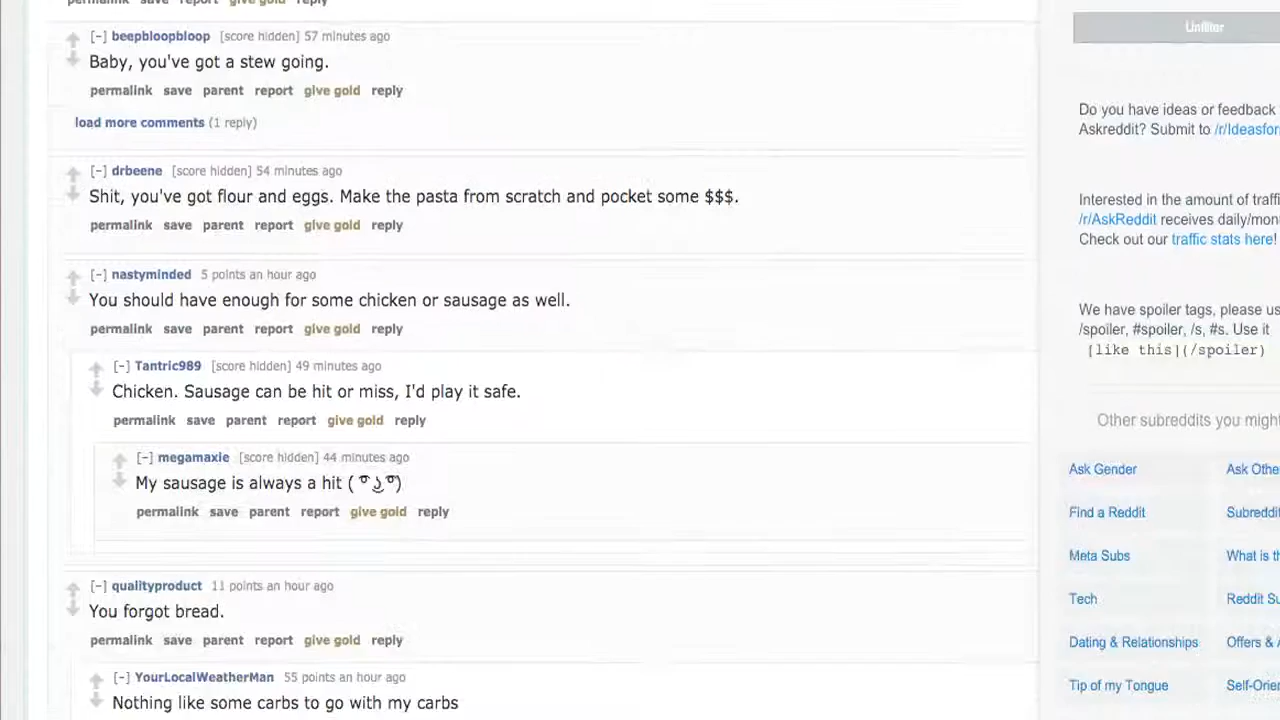 permalink save report give gold reply
[–] beepbloopbloop [score hidden] 57 minutes ago
Baby, you've got a stew going.
permalink save parent report give gold reply
load more comments (1 reply)
[–] drbeene [score hidden] 54 minutes ago
Shit, you've got flour and eggs. Make the pasta from scratch and pocket some $$$.
permalink save parent report give gold reply
[–] nastyminded 5 points an hour ago
You should have enough for some chicken or sausage as well.
permalink save parent report give gold reply
[–] Tantric989 [score hidden] 49 minutes ago
Chicken. Sausage can be hit or miss, I'd play it safe.
permalink save parent report give gold reply
[–] megamaxie [score hidden] 44 minutes ago
My sausage is always a hit ( ͡° ͜ʖ ͡°)
permalink save parent report give gold reply
[–] qualityproduct 11 points an hour ago
You forgot bread.
permalink save parent report give gold reply
[–] YourLocalWeatherMan 55 points an hour ago
Nothing like some carbs to go with my carbs
Unfilter
Do you have ideas or feedback
Askreddit? Submit to /r/Ideasfor
Interested in the amount of traffi
/r/AskReddit receives daily/mon
Check out our traffic stats here!
We have spoiler tags, please us
/spoiler, #spoiler, /s, #s. Use it
[like this](/spoiler)
Other subreddits you might
Ask Gender Ask Othe
Find a Reddit Subreddit
Meta Subs What is th
Tech Reddit Su
Dating & Relationships Offers & A
Tip of my Tongue Self-Orie